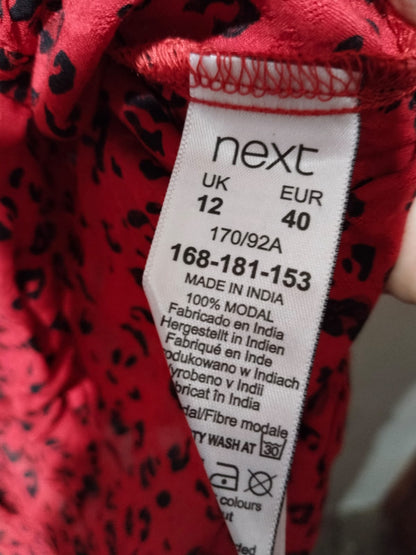 next
UK EUR
12 40
170/92A
168-181-153
MADE IN INDIA
100% MODAL
Fabricado en India
Hergestellt in Indien
Fabriqué en Inde
odukowano w Indiach
yrobeno v Indii
bricat în India
dal/Fibre modale
TY WASH AT 30
colours
ut